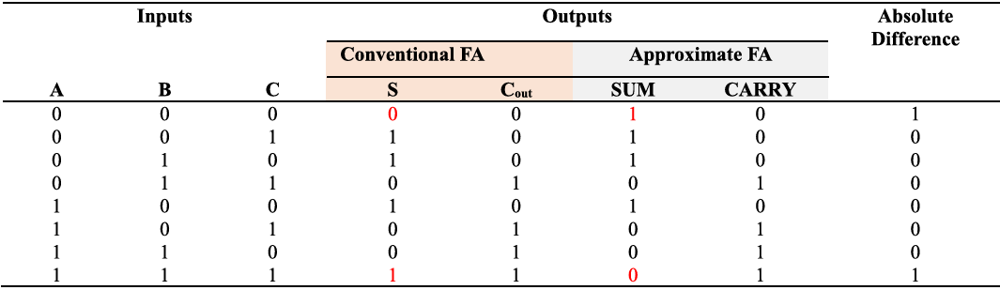 Inputs Outputs Absolute
Difference
Conventional FA Approximate FA
A B C S Cout SUM CARRY
0 0 0 0 0 1 0 1
0 0 1 1 0 1 0 0
0 1 0 1 0 1 0 0
0 1 1 0 1 0 1 0
1 0 0 1 0 1 0 0
1 0 1 0 1 0 1 0
1 1 0 0 1 0 1 0
1 1 1 1 1 0 1 1